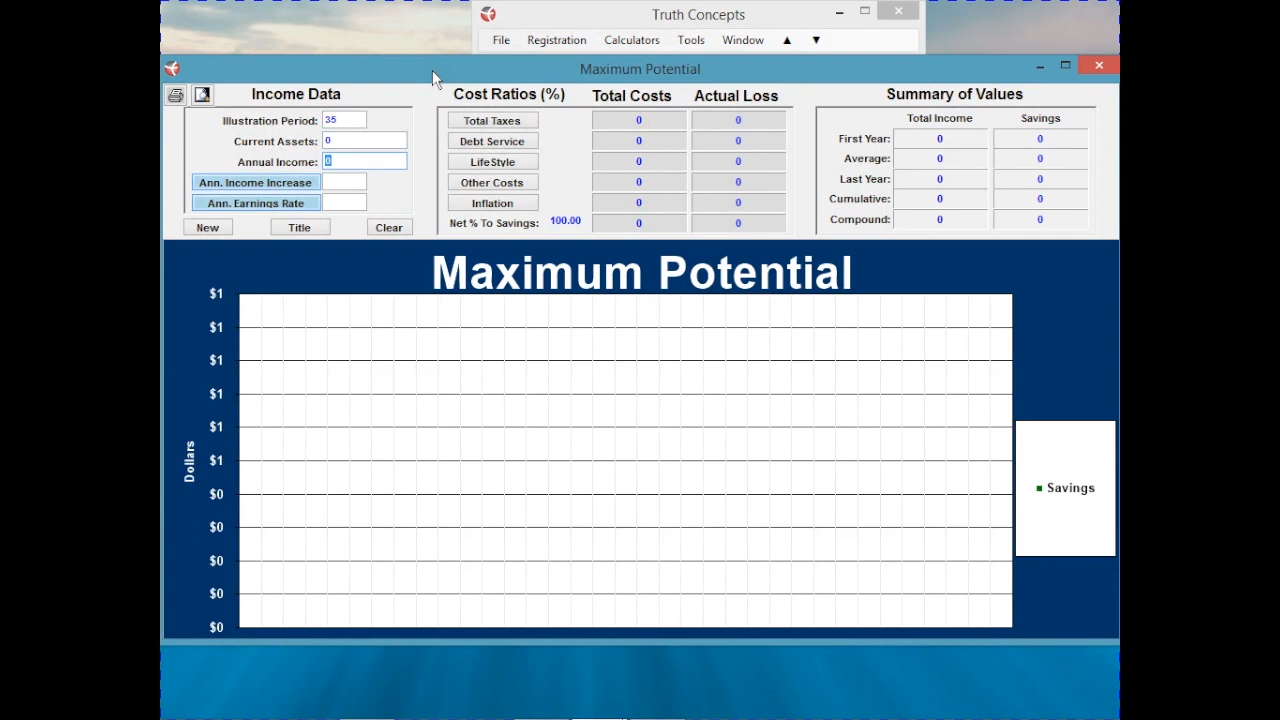 Truth Concepts
File Registration Calculators Tools Window ▲ ▼
Maximum Potential
Income Data
Illustration Period: 35
Current Assets: 0
Annual Income: 0
Ann. Income Increase
Ann. Earnings Rate
New Title Clear
Cost Ratios (%) Total Costs Actual Loss
Total Taxes 0 0
Debt Service 0 0
LifeStyle 0 0
Other Costs 0 0
Inflation 0 0
Net % To Savings: 100.00 0 0
Summary of Values
Total Income Savings
First Year: 0 0
Average: 0 0
Last Year: 0 0
Cumulative: 0 0
Compound: 0 0
Maximum Potential
$1
$1
$1
$1
$1
$1
$0
$0
$0
$0
$0
Dollars
Savings